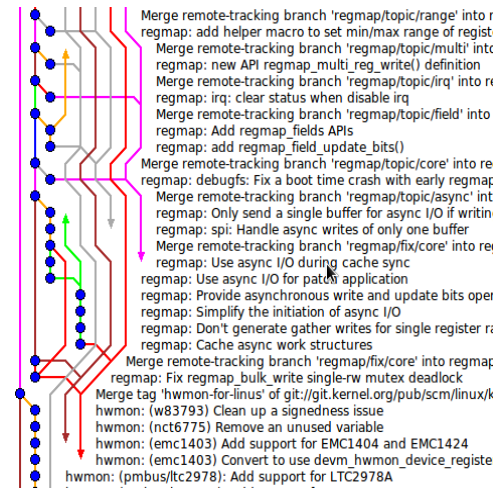 Merge remote-tracking branch 'regmap/topic/range' into
regmap: add helper macro to set min/max range of
Merge remote-tracking branch 'regmap/topic/multi' into
regmap: new API regmap_multi_reg_write() definition
Merge remote-tracking branch 'regmap/topic/irq' into
regmap: irq: clear status when disable irq
Merge remote-tracking branch 'regmap/topic/field' into
regmap: Add regmap_fields APIs
regmap: add regmap_field_update_bits()
Merge remote-tracking branch 'regmap/topic/core' into
regmap: debugfs: Fix a boot time crash with early
Merge remote-tracking branch 'regmap/topic/async'
regmap: Only send a single buffer for async I/O if
regmap: spi: Handle async writes of only one buffer
Merge remote-tracking branch 'regmap/fix/core' into
regmap: Use async I/O during cache sync
regmap: Use async I/O for patch application
regmap: Provide asynchronous write and update bits
regmap: Simplify the initiation of async I/O
regmap: Don't generate gather writes for single register
regmap: Cache async work structures
Merge remote-tracking branch 'regmap/fix/core' into
regmap: Fix regmap_bulk_write single-rw mutex deadlock
Merge tag 'hwmon-for-linus' of git://git.kernel.org/pub/scm/linux/
hwmon: (w83793) Clean up a signedness issue
hwmon: (nct6775) Remove an unused variable
hwmon: (emc1403) Add support for EMC1404 and EMC1424
hwmon: (emc1403) Convert to use devm_hwmon_device_registe
hwmon: (pmbus/ltc2978): Add support for LTC2978A